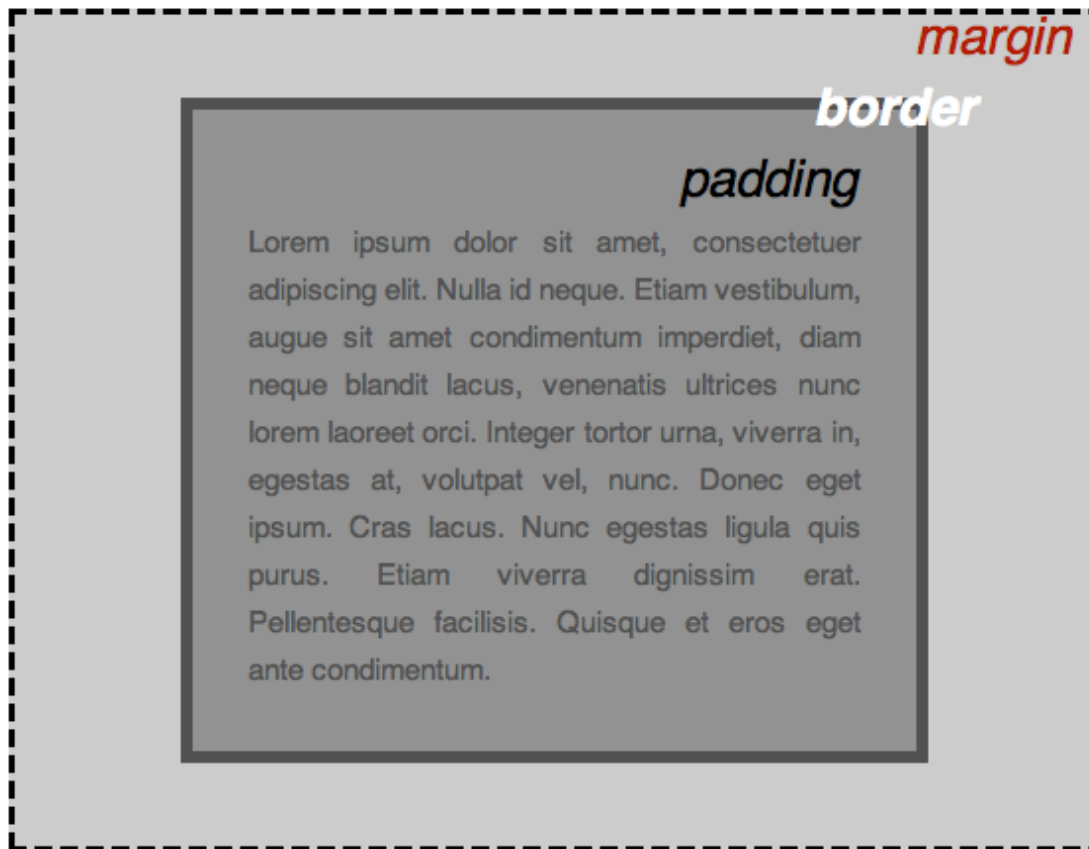 margin
border
padding
Lorem ipsum dolor sit amet, consectetuer
adipiscing elit. Nulla id neque. Etiam vestibulum,
augue sit amet condimentum imperdiet, diam
neque blandit lacus, venenatis ultrices nunc
lorem laoreet orci. Integer tortor urna, viverra in,
egestas at, volutpat vel, nunc. Donec eget
ipsum. Cras lacus. Nunc egestas ligula quis
purus. Etiam viverra dignissim erat.
Pellentesque facilisis. Quisque et eros eget
ante condimentum.